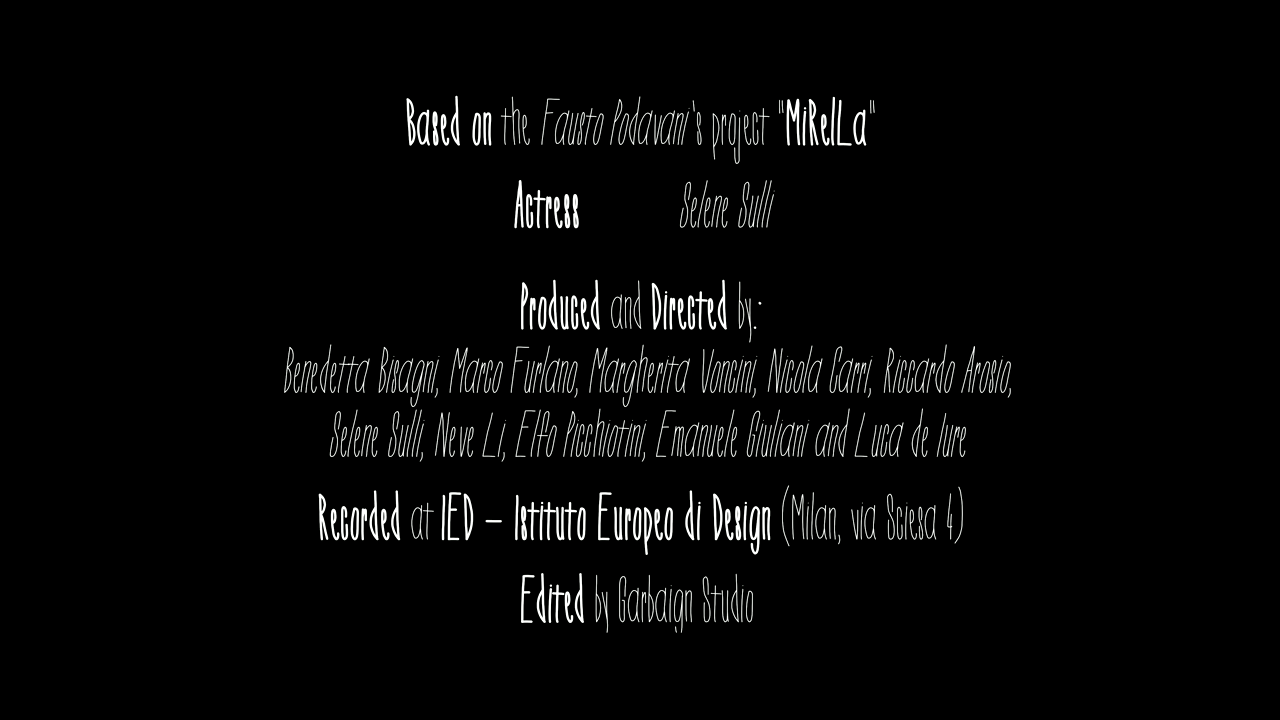 Based on the Fausto Podavani's project "MiRelLa"
Actress Selene Sulli
Produced and Directed by:
Benedetta Bisagni, Marco Furlano, Margherita Voncini, Nicola Carri, Riccardo Arosio,
Selene Sulli, Neve Li, Elfo Picchiotini, Emanuele Giuliani and Luca de Iure
Recorded at IED – Istituto Europeo di Design (Milan, via Sciesa 4)
Edited by Garbaign Studio